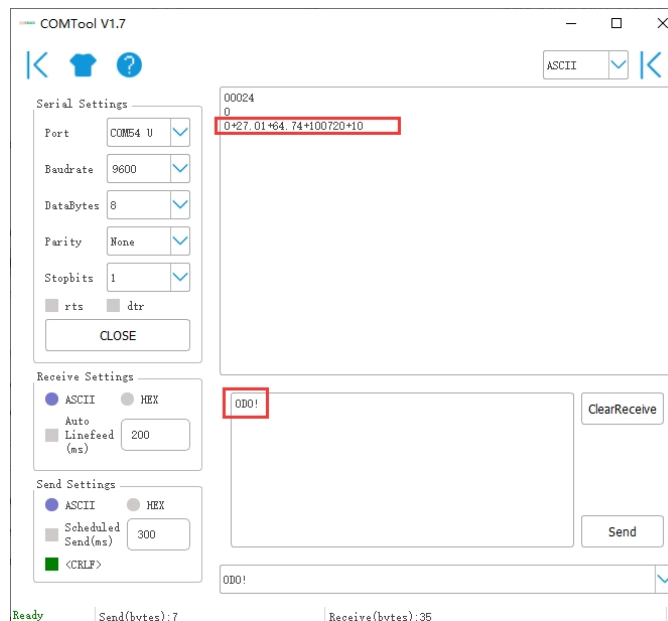 COMTool V1.7
ASCII
Serial Settings
Port COM54 U
Baudrate 9600
DataBytes 8
Parity None
Stopbits 1
rts dtr
CLOSE
00024
0
0+27.01+64.74+100720+10
Receive Settings
ASCII HEX
Auto
Linefeed
(ms)
200
0D0!
ClearReceive
Send Settings
ASCII HEX
Scheduled
Send(ms)
300
<CRLF>
Send
0D0!
Ready Send(bytes):7 Receive(bytes):35